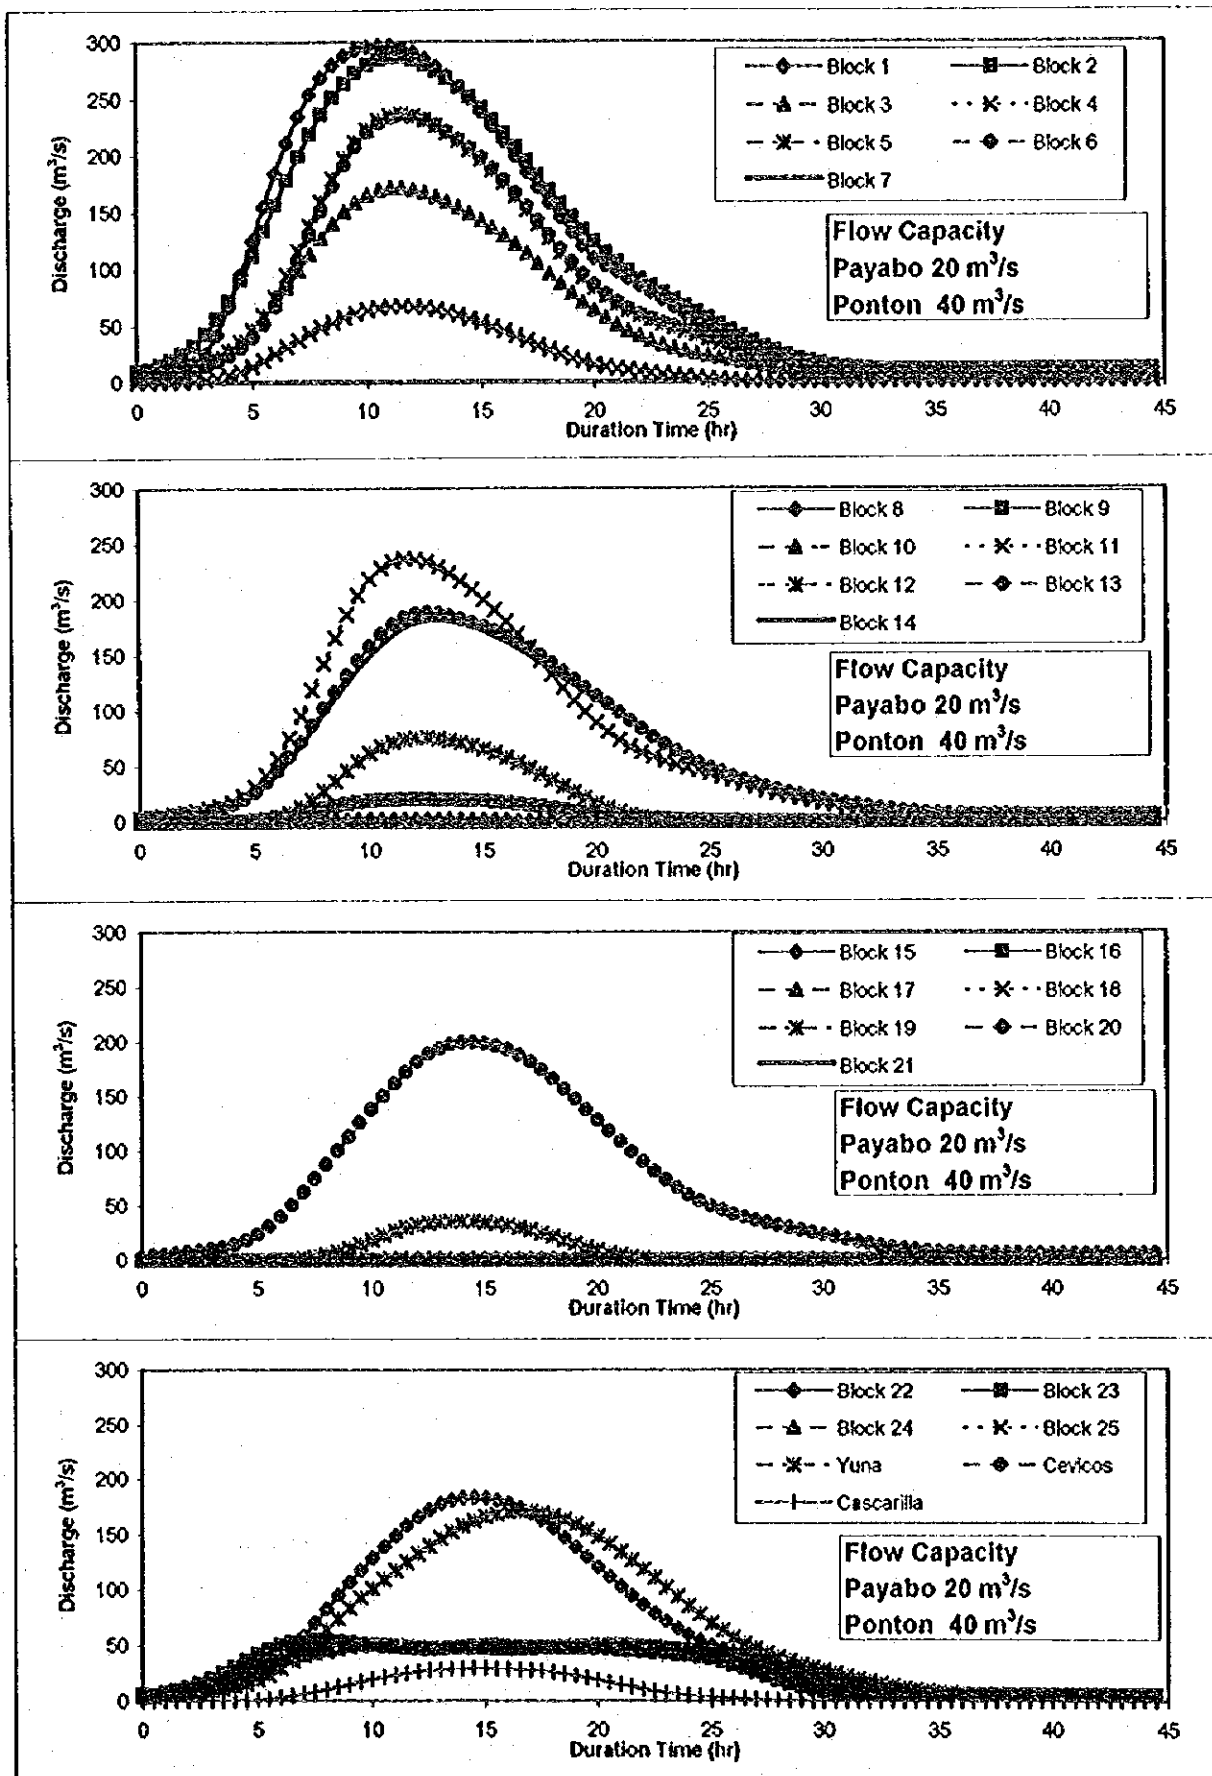 300
250
200
150
100
50
0
Discharge (m³/s)
Block 1 Block 2
Block 3 Block 4
Block 5 Block 6
Block 7
Flow Capacity
Payabo 20 m³/s
Ponton 40 m³/s
0 5 10 15 20 25 30 35 40 45
Duration Time (hr)
300
250
200
150
100
50
0
Discharge (m³/s)
Block 8 Block 9
Block 10 Block 11
Block 12 Block 13
Block 14
Flow Capacity
Payabo 20 m³/s
Ponton 40 m³/s
0 5 10 15 20 25 30 35 40 45
Duration Time (hr)
300
250
200
150
100
50
0
Discharge (m³/s)
Block 15 Block 16
Block 17 Block 18
Block 19 Block 20
Block 21
Flow Capacity
Payabo 20 m³/s
Ponton 40 m³/s
0 5 10 15 20 25 30 35 40 45
Duration Time (hr)
300
250
200
150
100
50
0
Discharge (m³/s)
Block 22 Block 23
Block 24 Block 25
Yuna Cevicos
Cascarilla
Flow Capacity
Payabo 20 m³/s
Ponton 40 m³/s
0 5 10 15 20 25 30 35 40 45
Duration Time (hr)